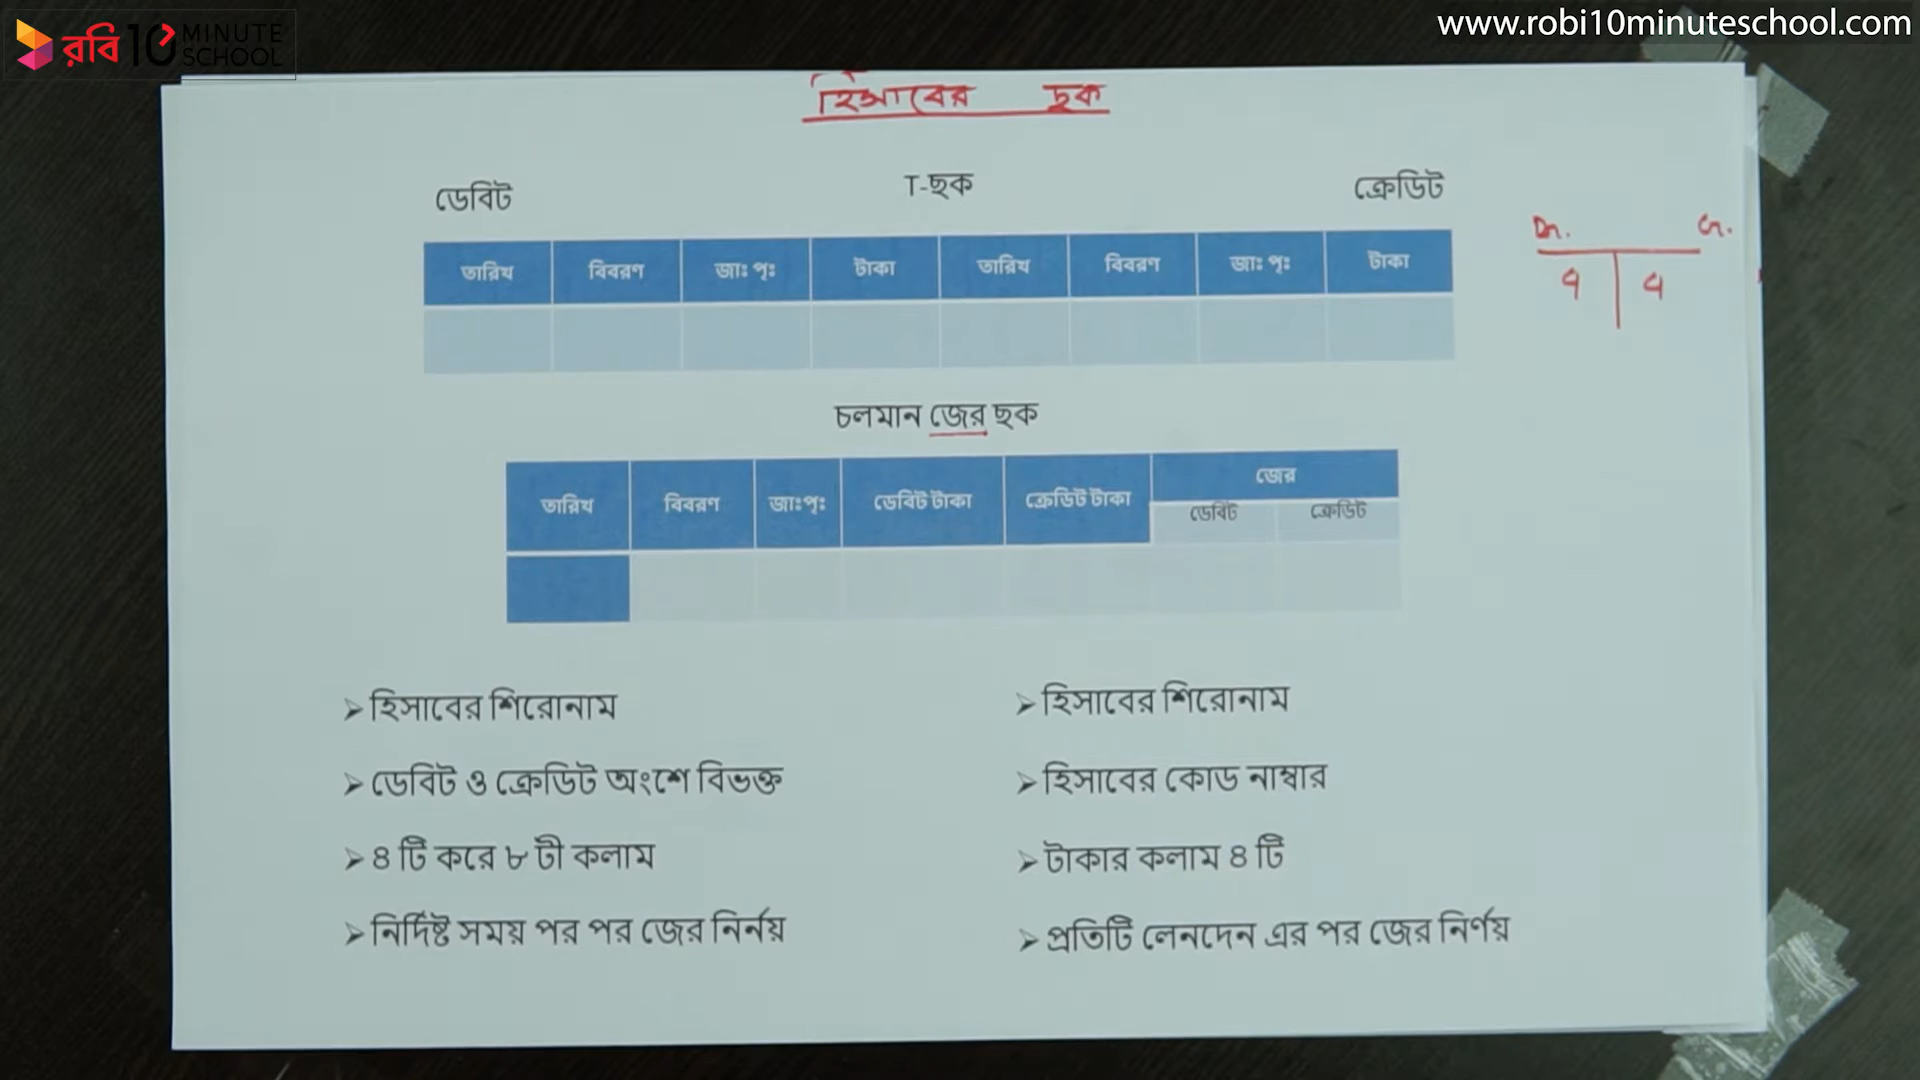 রবি 10 MINUTE SCHOOL
www.robi10minuteschool.com
হিসাবের ছক
ডেবিট T-ছক ক্রেডিট
Dr. Cr.
তারিখ বিবরণ জাঃ পৃঃ টাকা তারিখ বিবরণ জাঃ পৃঃ টাকা
চলমান জের ছক
তারিখ বিবরণ জাঃপৃঃ ডেবিট টাকা ক্রেডিট টাকা জের
ডেবিট ক্রেডিট
➢ হিসাবের শিরোনাম
➢ ডেবিট ও ক্রেডিট অংশে বিভক্ত
➢ ৪ টি করে ৮ টী কলাম
➢ নির্দিষ্ট সময় পর পর জের নির্নয়
➢ হিসাবের শিরোনাম
➢ হিসাবের কোড নাম্বার
➢ টাকার কলাম ৪ টি
➢ প্রতিটি লেনদেন এর পর জের নির্ণয়